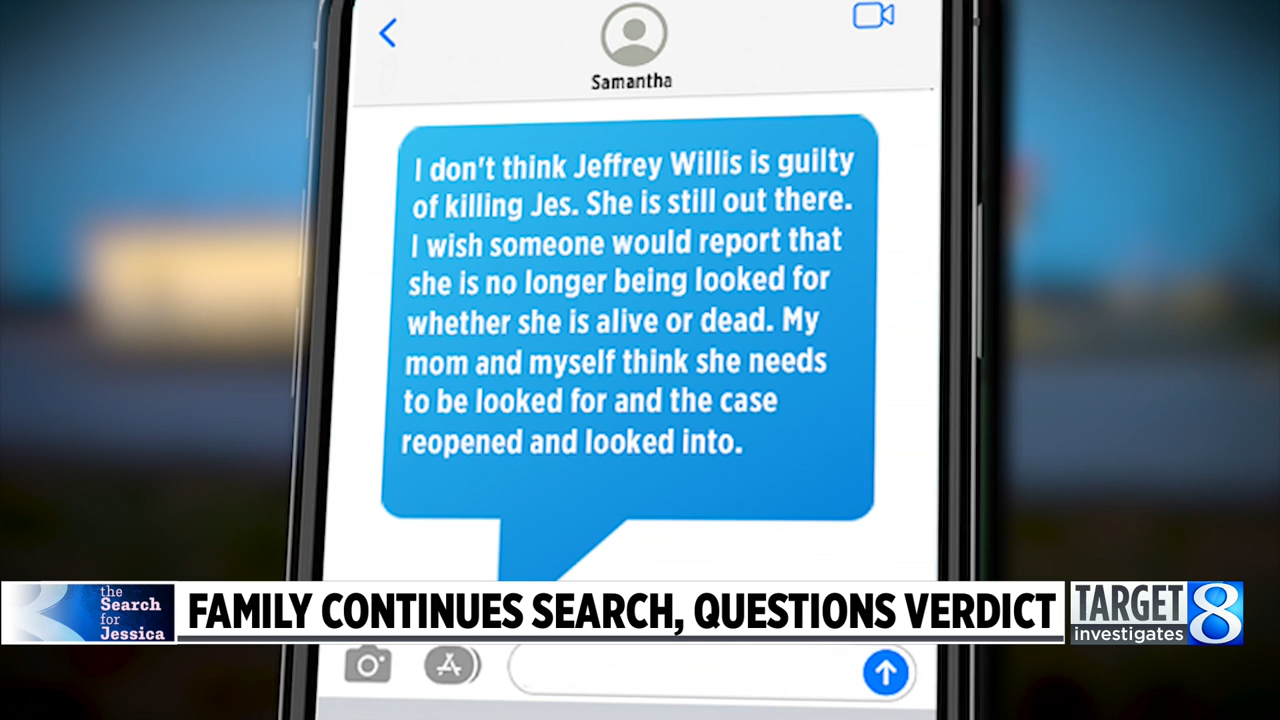 Samantha
I don't think Jeffrey Willis is guilty
of killing Jes. She is still out there.
I wish someone would report that
she is no longer being looked for
whether she is alive or dead. My
mom and myself think she needs
to be looked for and the case
reopened and looked into.
the
Search
for
Jessica
FAMILY CONTINUES SEARCH, QUESTIONS VERDICT
TARGET 8
investigates